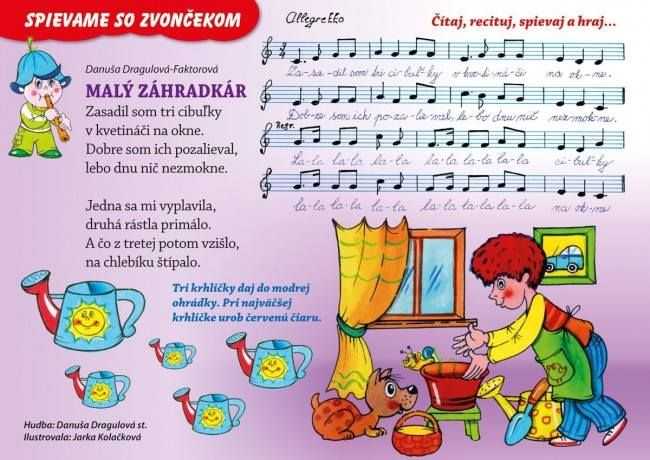 SPIEVAME SO ZVONČEKOM
Danuša Dragulová-Faktorová
MALÝ ZÁHRADKÁR
Zasadil som tri cibuľky
v kvetináči na okne.
Dobre som ich pozalieval,
lebo dnu nič nezmokne.
Jedna sa mi vyplavila,
druhá rástla primálo.
A čo z tretej potom vzišlo,
na chlebíku štípalo.
Tri krhličky daj do modrej
ohrádky. Pri najväčšej
krhličke urob červenú čiaru.
Hudba: Danuša Dragulová st.
Ilustrovala: Jarka Kolačková
Allegretto
Čítaj, recituj, spievaj a hraj...
3
4
Za-sa-dil som tri ci-buľ-ky v kve-ti-ná-či na ok-ne.
Dob-re som ich po-za-lie-val, le-bo dnu nič nez-mok-ne.
Refr.
La-la la-la la-la la-la la-la la-la ci-buľ-ky
la-la la-la la-la la-la la-la la-la na ok-ne